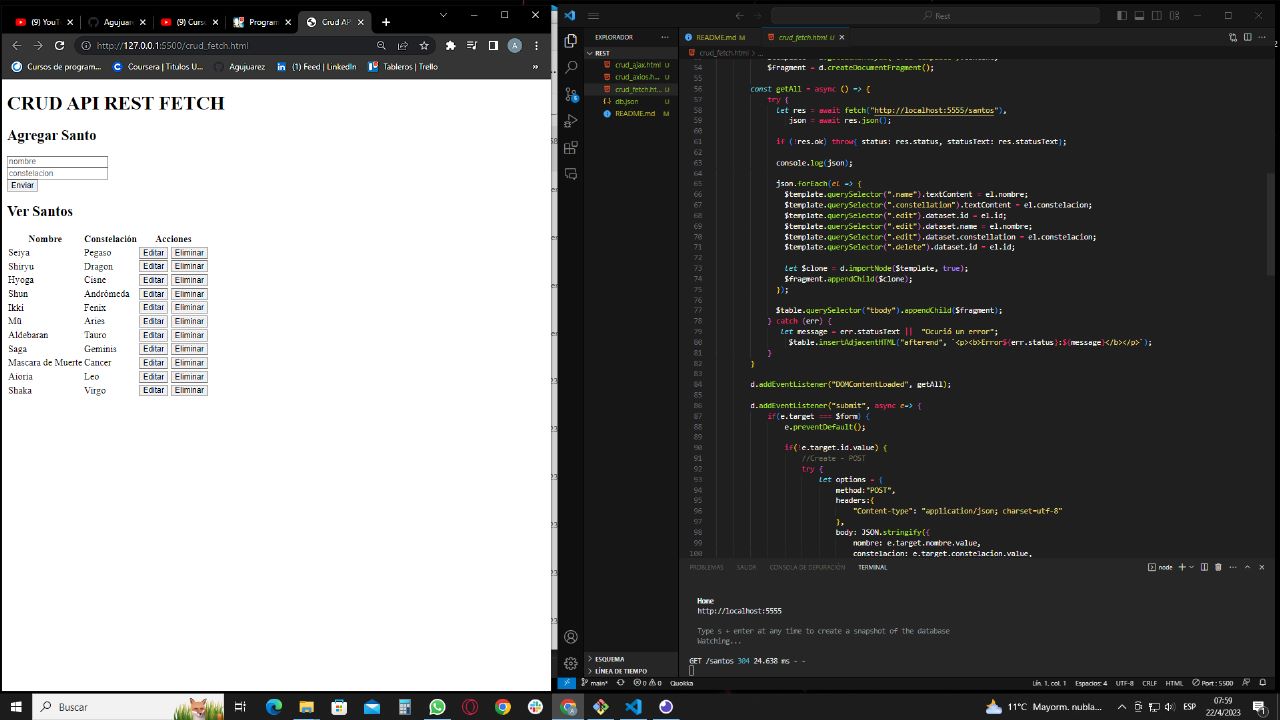 (9) YouT
Agujuare
(9) Curso
Program
Crud AP
http://127.0.0.1:5500/crud_fetch.html
A
Cursos de program...
Coursera | Titulos U...
Agujuarez
(1) Feed | LinkedIn
Tableros | Trello
»
CRUD API REST FETCH
Agregar Santo
nombre
constelacion
Enviar
Ver Santos
Nombre Constelación Acciones
Seiya Pegaso Editar Eliminar
Shiryu Dragon Editar Eliminar
Hyoga Cisne Editar Eliminar
Shun Andrómeda Editar Eliminar
Ikki Fenix Editar Eliminar
Mü Aries Editar Eliminar
Aldebaran Tauro Editar Eliminar
Saga Geminis Editar Eliminar
Mascara de Muerte Cancer Editar Eliminar
Aioria Leo Editar Eliminar
Shaka Virgo Editar Eliminar
Rest
EXPLORADOR
REST
crud_ajax.html U
crud_axios.h... U
crud_fetch.ht... U
db.json U
README.md M
ESQUEMA
LÍNEA DE TIEMPO
README.md M
crud_fetch.html U
crud_fetch.html > ...
54 $fragment = d.createDocumentFragment();
55
56 const getAll = async () => {
57 try {
58 let res = await fetch("http://localhost:5555/santos"),
59 json = await res.json();
60
61 if (!res.ok) throw{ status: res.status, statusText: res.statusText};
62
63 console.log(json);
64
65 json.forEach(el => {
66 $template.querySelector(".name").textContent = el.nombre;
67 $template.querySelector(".constellation").textContent = el.constelacion;
68 $template.querySelector(".edit").dataset.id = el.id;
69 $template.querySelector(".edit").dataset.name = el.nombre;
70 $template.querySelector(".edit").dataset.constellation = el.constelacion;
71 $template.querySelector(".delete").dataset.id = el.id;
72
73 let $clone = d.importNode($template, true);
74 $fragment.appendChild($clone);
75 });
76
77 $table.querySelector("tbody").appendChild($fragment);
78 } catch (err) {
79 let message = err.statusText || "Ocurió un error";
80 $table.insertAdjacentHTML("afterend", `<p><b>Error${err.status}:${message}</b></p>`);
81 }
82 }
83
84 d.addEventListener("DOMContentLoaded", getAll);
85
86 d.addEventListener("submit", async e=> {
87 if(e.target === $form) {
88 e.preventDefault();
89
90 if(!e.target.id.value) {
91 //Create - POST
92 try {
93 let options = {
94 method:"POST",
95 headers:{
96 "Content-type": "application/json; charset=utf-8"
97 },
98 body: JSON.stringify({
99 nombre: e.target.nombre.value,
100 constelacion: e.target.constelacion.value,
PROBLEMAS SALIDA CONSOLA DE DEPURACIÓN TERMINAL
node
Home
http://localhost:5555
Type s + enter at any time to create a snapshot of the database
Watching...
GET /santos 304 24.638 ms - -
main* 0 0 Quokka
Lín. 1, col. 1 Espacios: 4 UTF-8 CRLF HTML Port : 5500
Buscar
11°C Mayorm. nubla...
ESP
07:59
22/4/2023